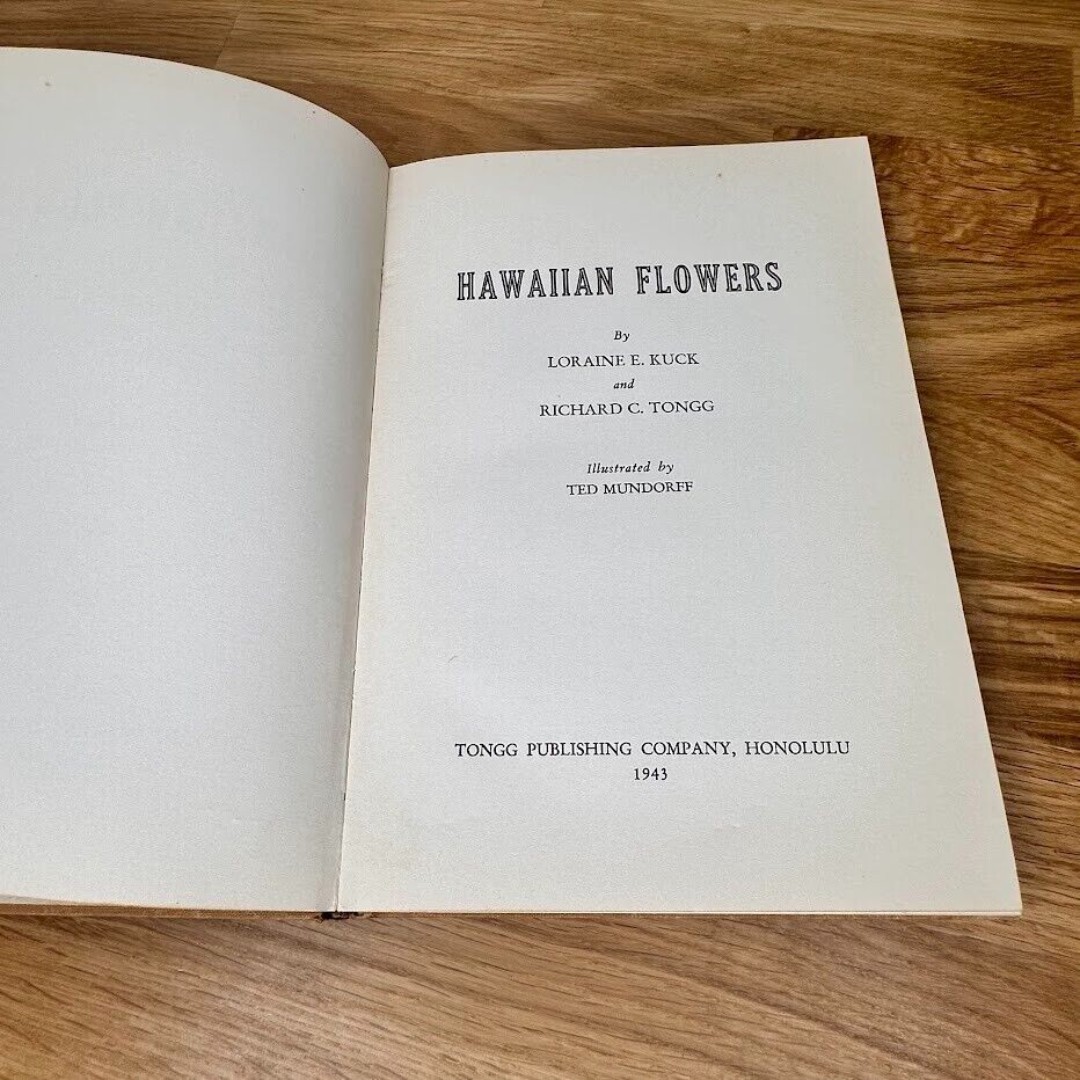 HAWAIIAN FLOWERS
By
LORAINE E. KUCK
and
RICHARD C. TONGG
Illustrated by
TED MUNDORFF
TONGG PUBLISHING COMPANY, HONOLULU
1943